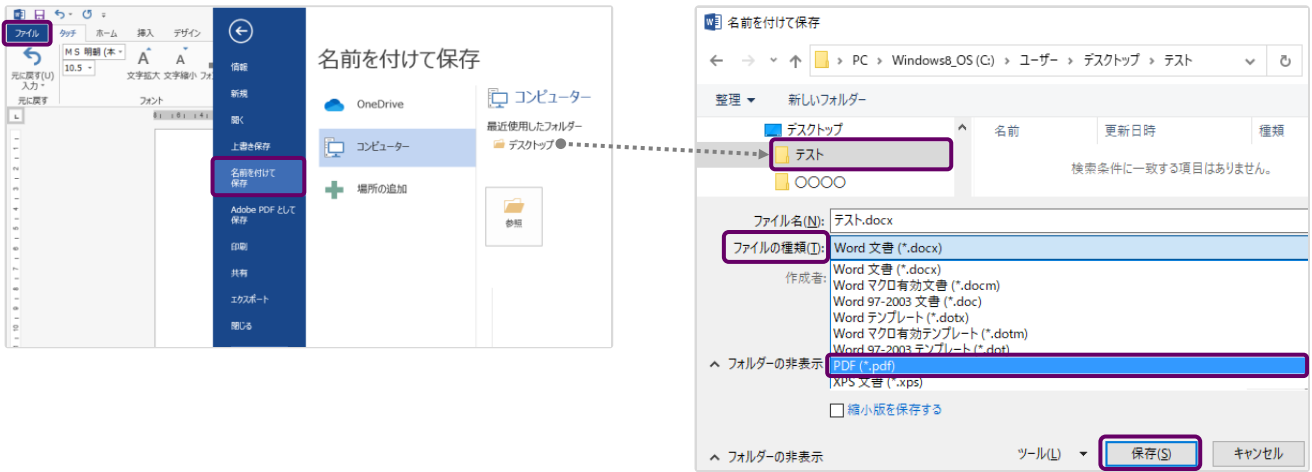 ファイル
タッチ
ホーム
挿入
デザイン
元に戻す(U)
入力
元に戻す
MS 明朝 (本
10.5
A
A
文字拡大 文字縮小 フォ
フォント
情報
新規
開く
上書き保存
名前を付けて
保存
Adobe PDF として
保存
印刷
共有
エクスポート
閉じる
名前を付けて保存
OneDrive
コンピューター
場所の追加
コンピューター
最近使用したフォルダー
デスクトップ
参照
名前を付けて保存
PC › Windows8_OS (C:) › ユーザー › デスクトップ › テスト
整理
新しいフォルダー
デスクトップ
テスト
〇〇〇〇
名前
更新日時
種類
検索条件に一致する項目はありません。
ファイル名(N):
テスト.docx
ファイルの種類(T):
Word 文書 (*.docx)
作成者:
Word 文書 (*.docx)
Word マクロ有効文書 (*.docm)
Word 97-2003 文書 (*.doc)
Word テンプレート (*.dotx)
Word マクロ有効テンプレート (*.dotm)
Word 97-2003 テンプレート (*.dot)
フォルダーの非表示
PDF (*.pdf)
XPS 文書 (*.xps)
縮小版を保存する
フォルダーの非表示
ツール(L)
保存(S)
キャンセル